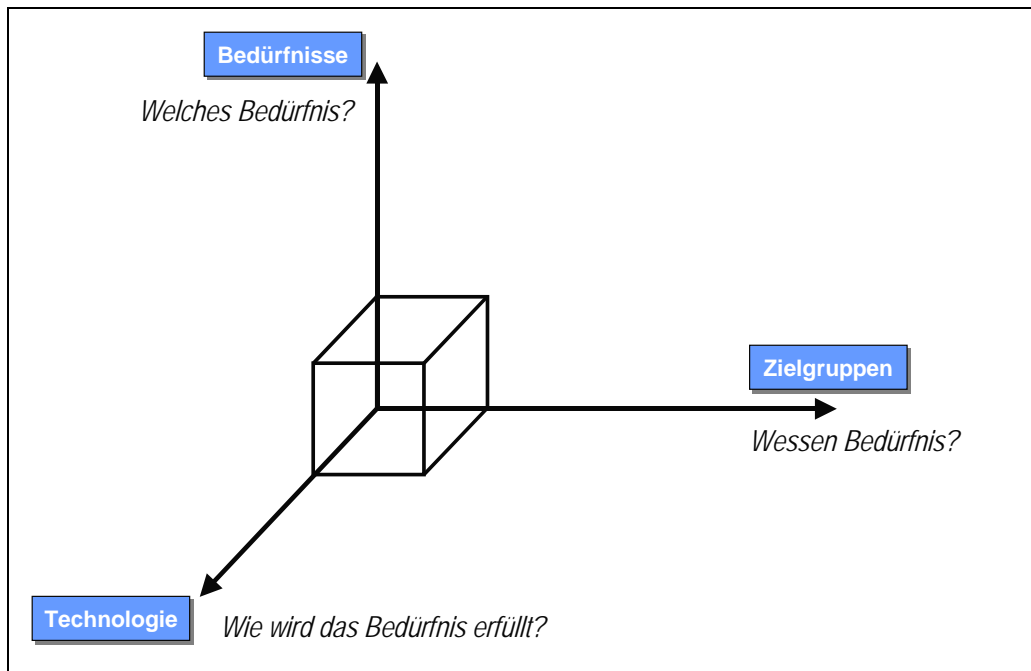 Bedürfnisse
Welches Bedürfnis?
Zielgruppen
Wessen Bedürfnis?
Technologie
Wie wird das Bedürfnis erfüllt?